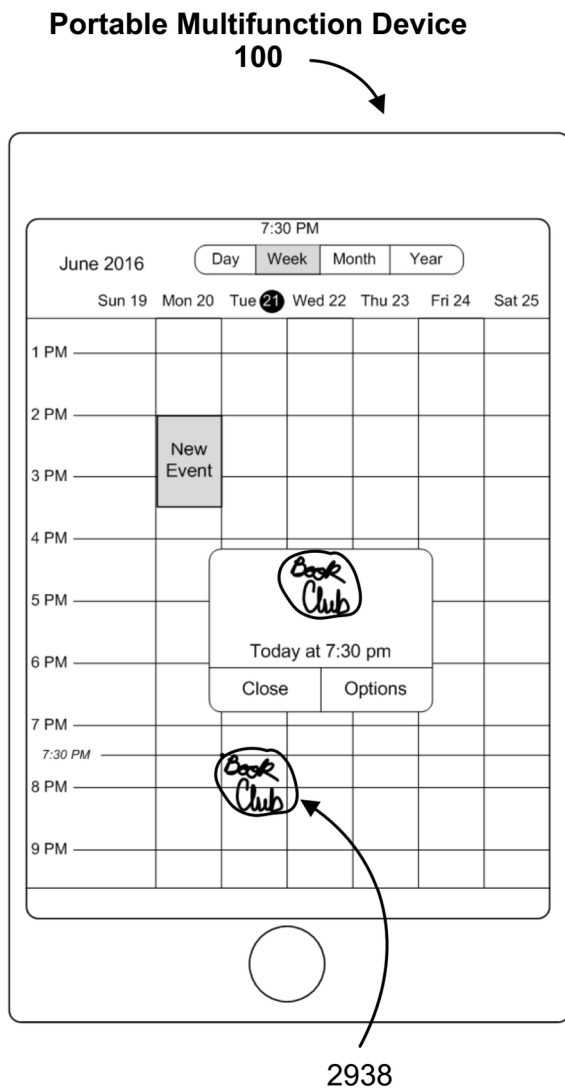 Portable Multifunction Device
100
7:30 PM
June 2016
Day Week Month Year
Sun 19 Mon 20 Tue 21 Wed 22 Thu 23 Fri 24 Sat 25
1 PM
2 PM
New
Event
3 PM
4 PM
Book
Club
5 PM
Today at 7:30 pm
6 PM
Close Options
7 PM
7:30 PM
Book
8 PM
Club
9 PM
2938